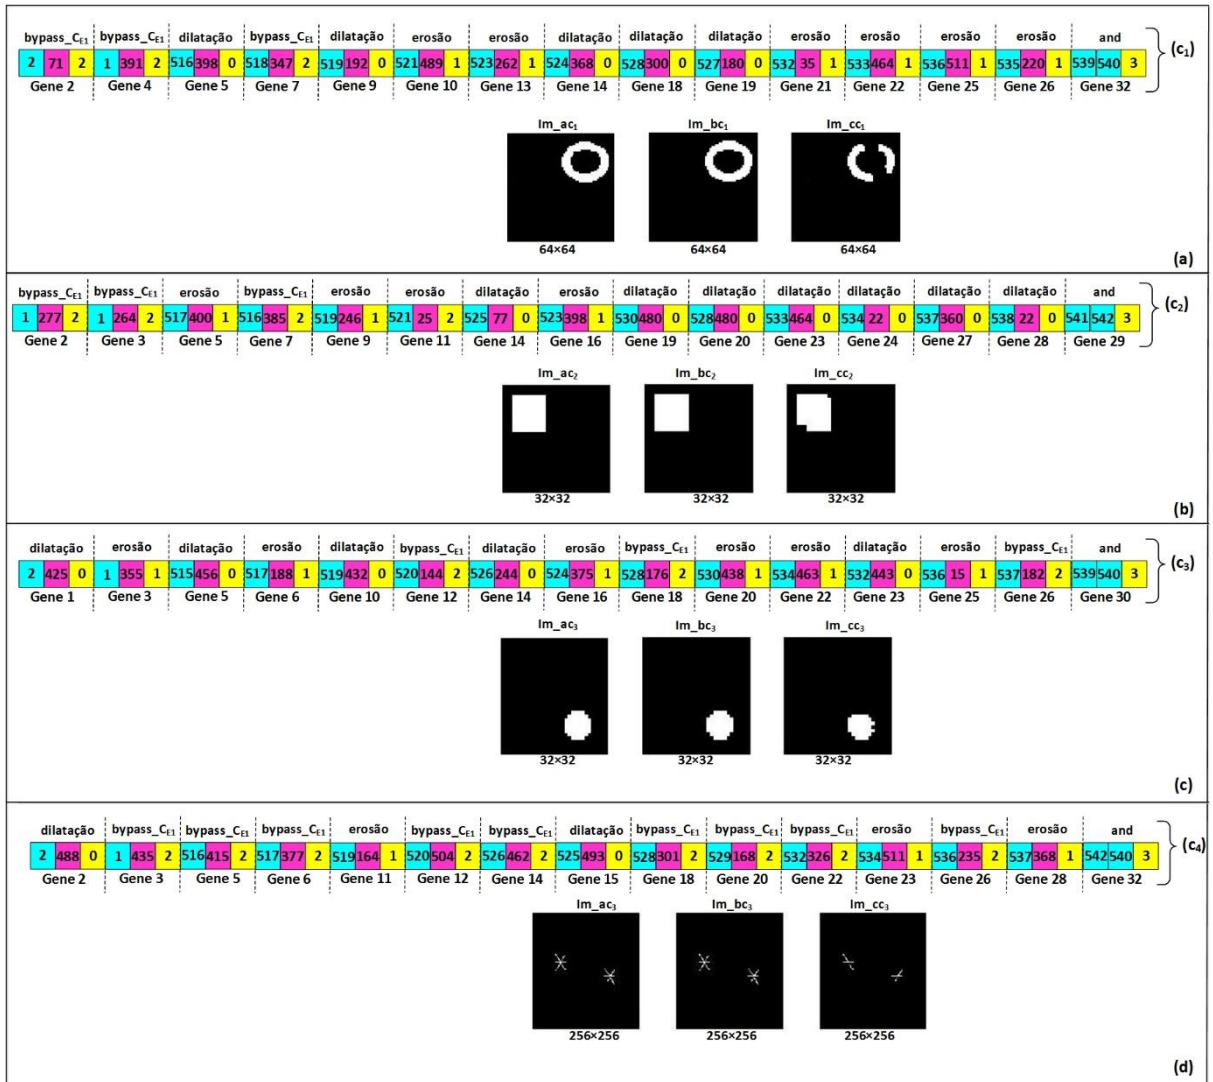 bypass_CE1 bypass_CE1 dilatação bypass_CE1 dilatação erosão erosão dilatação dilatação dilatação erosão erosão erosão erosão and
2 71 2 1 391 2 516 398 0 518 347 2 519 192 0 521 489 1 523 262 1 524 368 0 528 300 0 527 180 0 532 35 1 533 464 1 536 511 1 535 220 1 539 540 3 (c1)
Gene 2 Gene 4 Gene 5 Gene 7 Gene 9 Gene 10 Gene 13 Gene 14 Gene 18 Gene 19 Gene 21 Gene 22 Gene 25 Gene 26 Gene 32
Im_ac1 Im_bc1 Im_cc1
64×64 64×64 64×64
(a)
bypass_CE1 bypass_CE1 erosão bypass_CE1 erosão erosão dilatação erosão dilatação dilatação dilatação dilatação dilatação dilatação and
1 277 2 1 264 2 517 400 1 516 385 2 519 246 1 521 25 2 525 77 0 523 398 1 530 480 0 528 480 0 533 464 0 534 22 0 537 360 0 538 22 0 541 542 3 (c2)
Gene 2 Gene 3 Gene 5 Gene 7 Gene 9 Gene 11 Gene 14 Gene 16 Gene 19 Gene 20 Gene 23 Gene 24 Gene 27 Gene 28 Gene 29
Im_ac2 Im_bc2 Im_cc2
32×32 32×32 32×32
(b)
dilatação erosão dilatação erosão dilatação bypass_CE1 dilatação erosão bypass_CE1 erosão erosão dilatação erosão bypass_CE1 and
2 425 0 1 355 1 515 456 0 517 188 1 519 432 0 520 144 2 526 244 0 524 375 1 528 176 2 530 438 1 534 463 1 532 443 0 536 15 1 537 182 2 539 540 3 (c3)
Gene 1 Gene 3 Gene 5 Gene 6 Gene 10 Gene 12 Gene 14 Gene 16 Gene 18 Gene 20 Gene 22 Gene 23 Gene 25 Gene 26 Gene 30
Im_ac3 Im_bc3 Im_cc3
32×32 32×32 32×32
(c)
dilatação bypass_CE1 bypass_CE1 bypass_CE1 erosão bypass_CE1 bypass_CE1 dilatação bypass_CE1 bypass_CE1 bypass_CE1 erosão bypass_CE1 erosão and
2 488 0 1 435 2 516 415 2 517 377 2 519 164 1 520 504 2 526 462 2 525 493 0 528 301 2 529 168 2 532 326 2 534 511 1 536 235 2 537 368 1 542 540 3 (c4)
Gene 2 Gene 3 Gene 5 Gene 6 Gene 11 Gene 12 Gene 14 Gene 15 Gene 18 Gene 20 Gene 22 Gene 23 Gene 26 Gene 28 Gene 32
Im_ac3 Im_bc3 Im_cc3
256×256 256×256 256×256
(d)